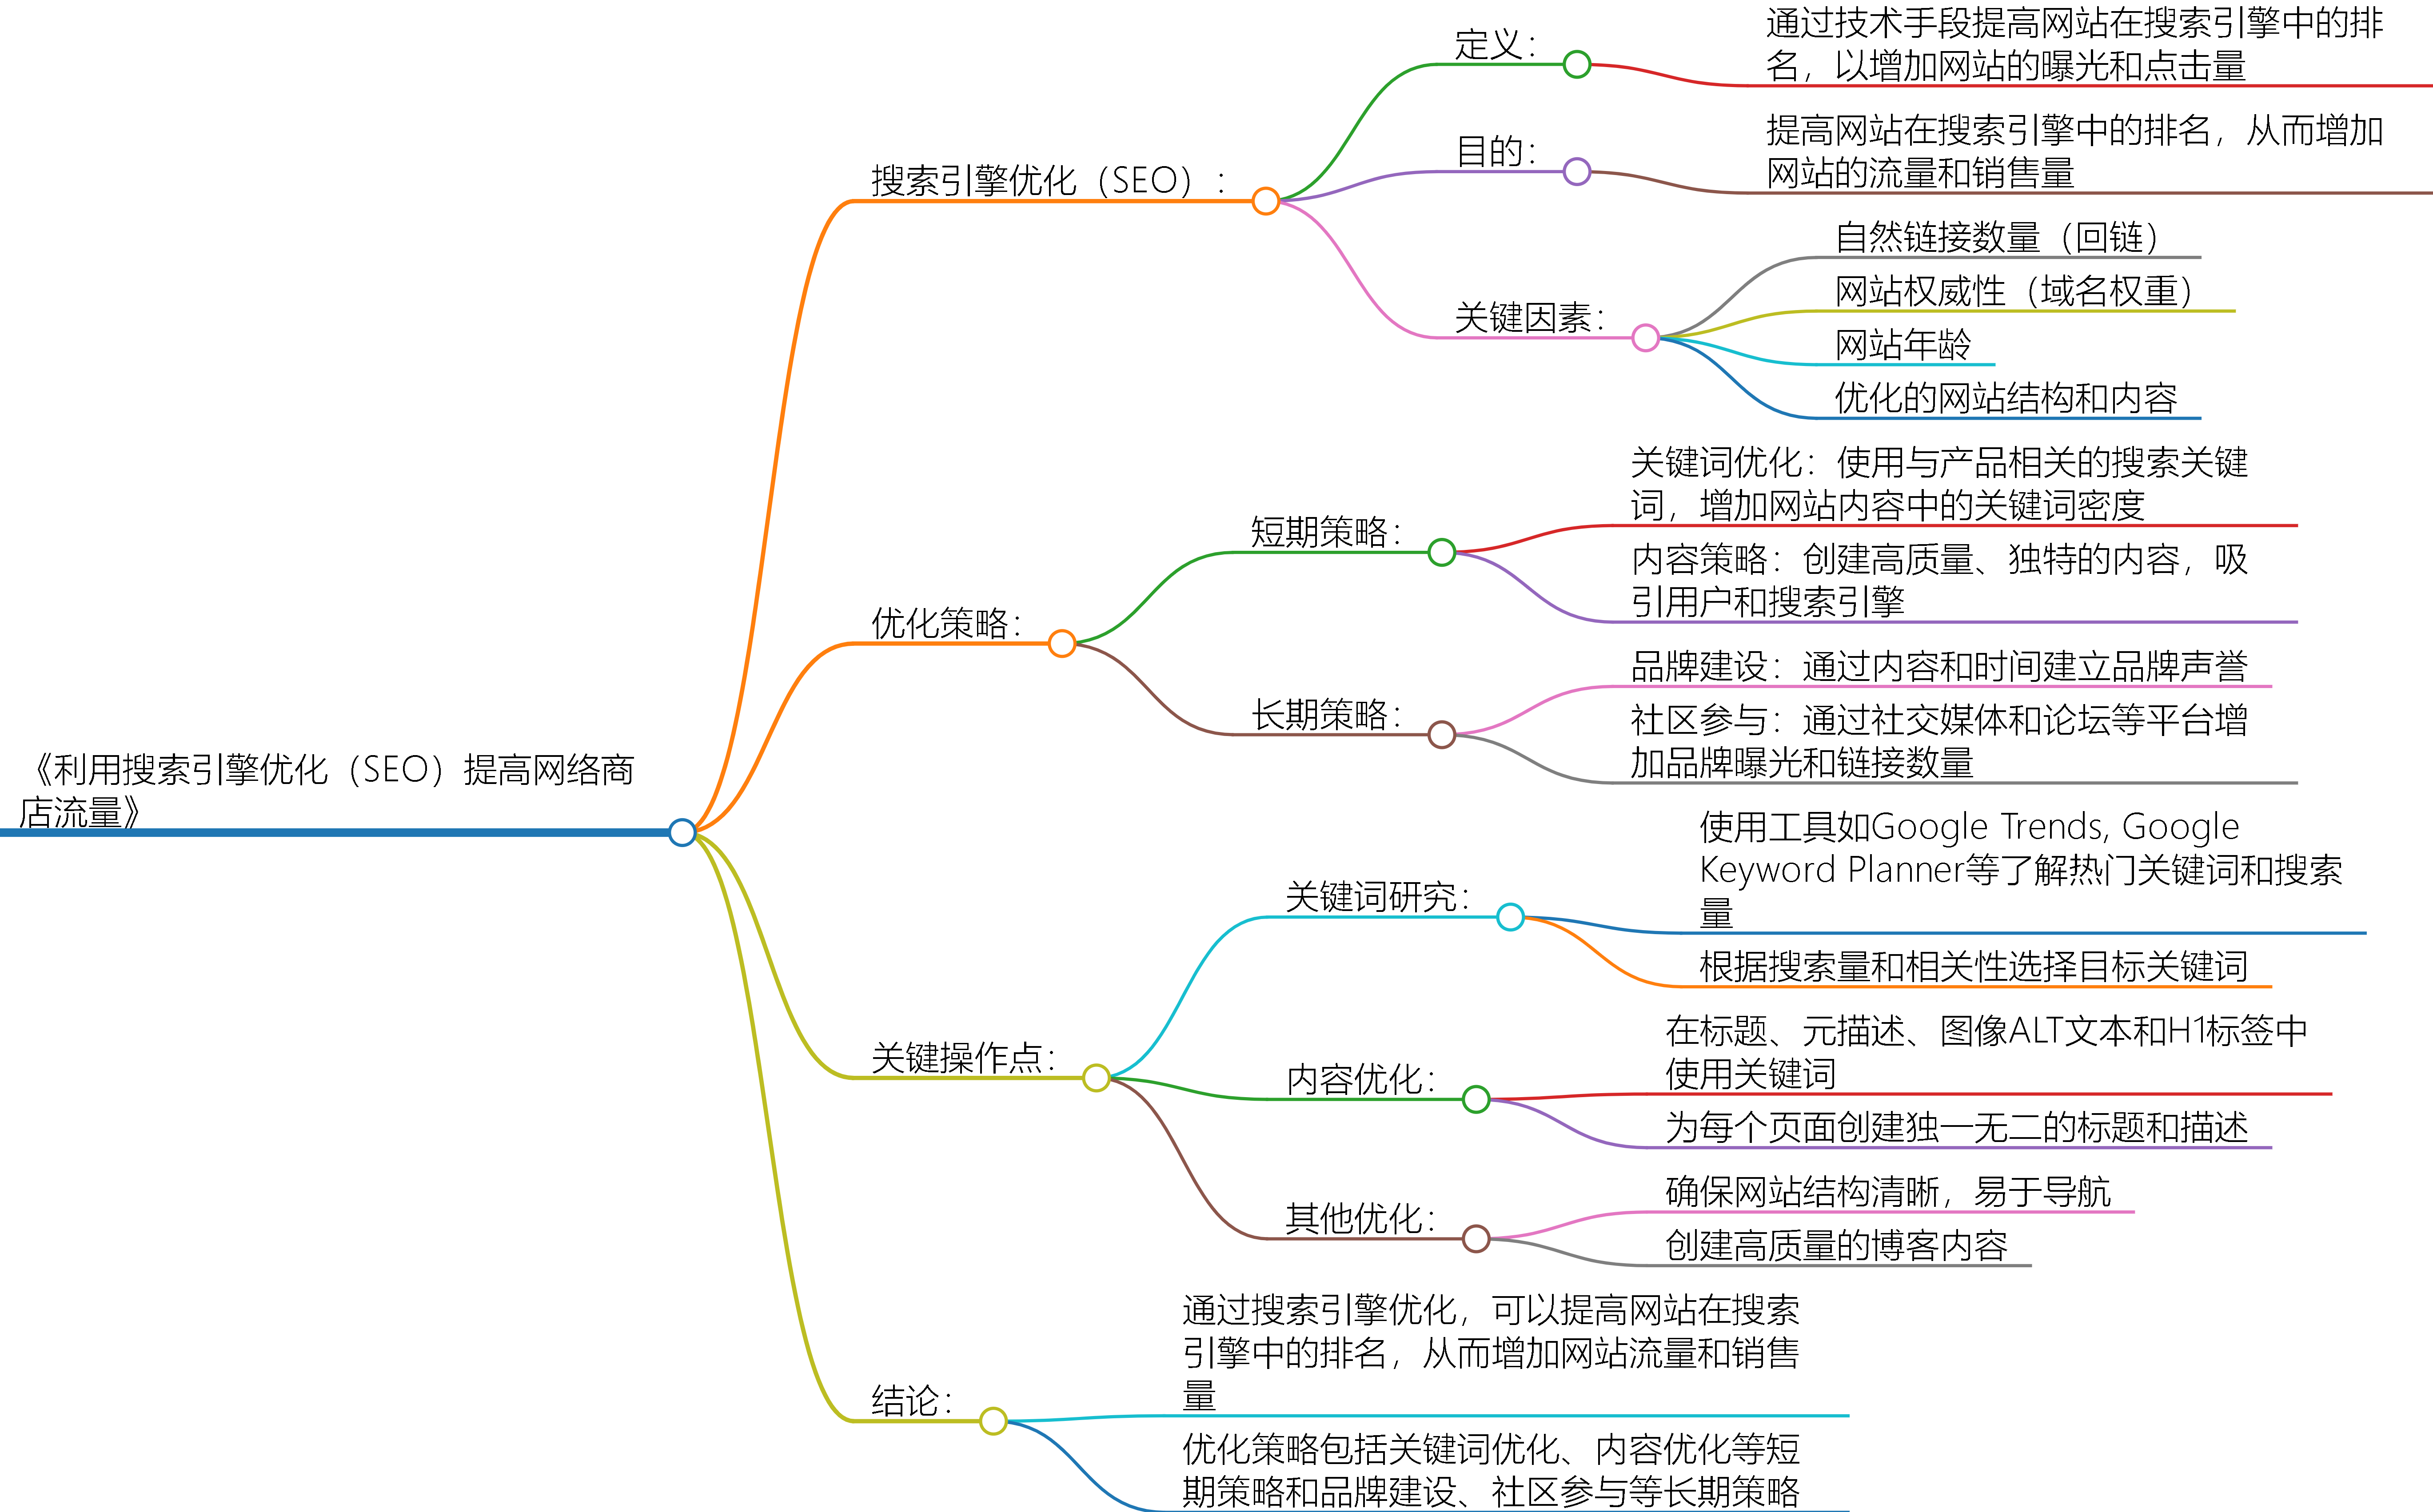 《利用搜索引擎优化（SEO）提高网络商
店流量》
搜索引擎优化（SEO）：
定义：
通过技术手段提高网站在搜索引擎中的排
名，以增加网站的曝光和点击量
目的：
提高网站在搜索引擎中的排名，从而增加
网站的流量和销售量
关键因素：
自然链接数量（回链）
网站权威性（域名权重）
网站年龄
优化的网站结构和内容
优化策略：
短期策略：
关键词优化：使用与产品相关的搜索关键
词，增加网站内容中的关键词密度
内容策略：创建高质量、独特的内容，吸
引用户和搜索引擎
长期策略：
品牌建设：通过内容和时间建立品牌声誉
社区参与：通过社交媒体和论坛等平台增
加品牌曝光和链接数量
关键操作点：
关键词研究：
使用工具如Google Trends, Google
Keyword Planner等了解热门关键词和搜索
量
根据搜索量和相关性选择目标关键词
内容优化：
在标题、元描述、图像ALT文本和H1标签中
使用关键词
为每个页面创建独一无二的标题和描述
其他优化：
确保网站结构清晰，易于导航
创建高质量的博客内容
结论：
通过搜索引擎优化，可以提高网站在搜索
引擎中的排名，从而增加网站流量和销售
量
优化策略包括关键词优化、内容优化等短
期策略和品牌建设、社区参与等长期策略